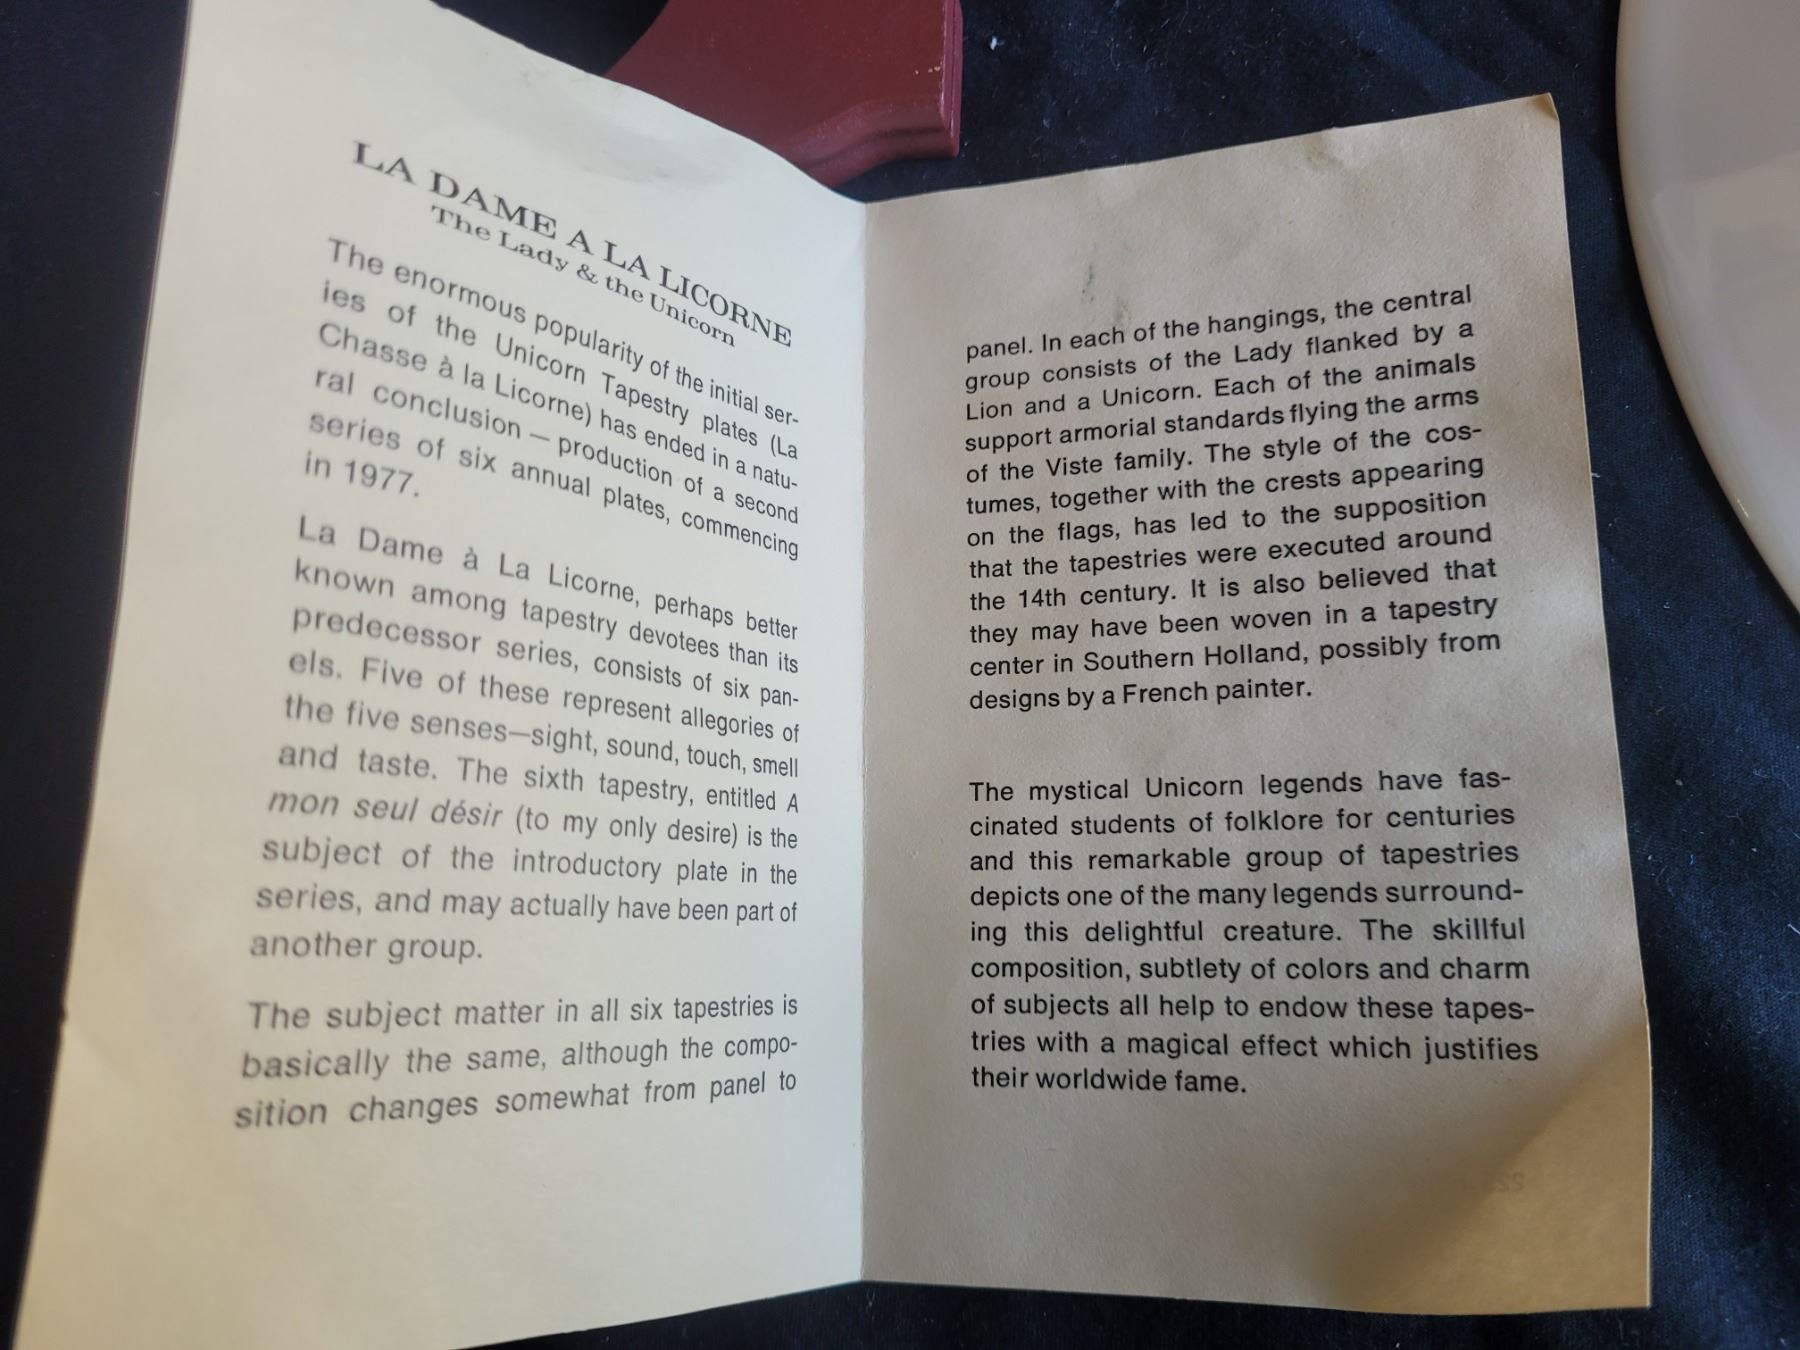 LA DAME A LA LICORNE
The Lady & the Unicorn
The enormous popularity of the initial ser-
ies of the Unicorn Tapestry plates (La
Chasse à la Licorne) has ended in a natu-
ral conclusion — production of a second
series of six annual plates, commencing
in 1977.
La Dame à La Licorne, perhaps better
known among tapestry devotees than its
predecessor series, consists of six pan-
els. Five of these represent allegories of
the five senses—sight, sound, touch, smell
and taste. The sixth tapestry, entitled A
mon seul désir (to my only desire) is the
subject of the introductory plate in the
series, and may actually have been part of
another group.
The subject matter in all six tapestries is
basically the same, although the compo-
sition changes somewhat from panel to
panel. In each of the hangings, the central
group consists of the Lady flanked by a
Lion and a Unicorn. Each of the animals
support armorial standards flying the arms
of the Viste family. The style of the cos-
tumes, together with the crests appearing
on the flags, has led to the supposition
that the tapestries were executed around
the 14th century. It is also believed that
they may have been woven in a tapestry
center in Southern Holland, possibly from
designs by a French painter.
The mystical Unicorn legends have fas-
cinated students of folklore for centuries
and this remarkable group of tapestries
depicts one of the many legends surround-
ing this delightful creature. The skillful
composition, subtlety of colors and charm
of subjects all help to endow these tapes-
tries with a magical effect which justifies
their worldwide fame.